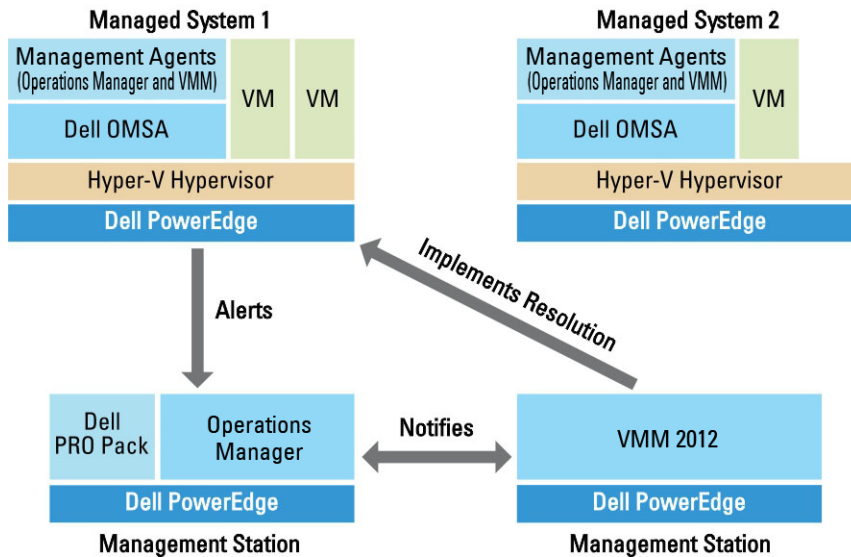 Managed System 1
Management Agents
(Operations Manager and VMM)
Dell OMSA
VM
VM
Hyper-V Hypervisor
Dell PowerEdge
Managed System 2
Management Agents
(Operations Manager and VMM)
Dell OMSA
VM
Hyper-V Hypervisor
Dell PowerEdge
Alerts
Implements Resolution
Dell
PRO Pack
Operations
Manager
Dell PowerEdge
Management Station
Notifies
VMM 2012
Dell PowerEdge
Management Station